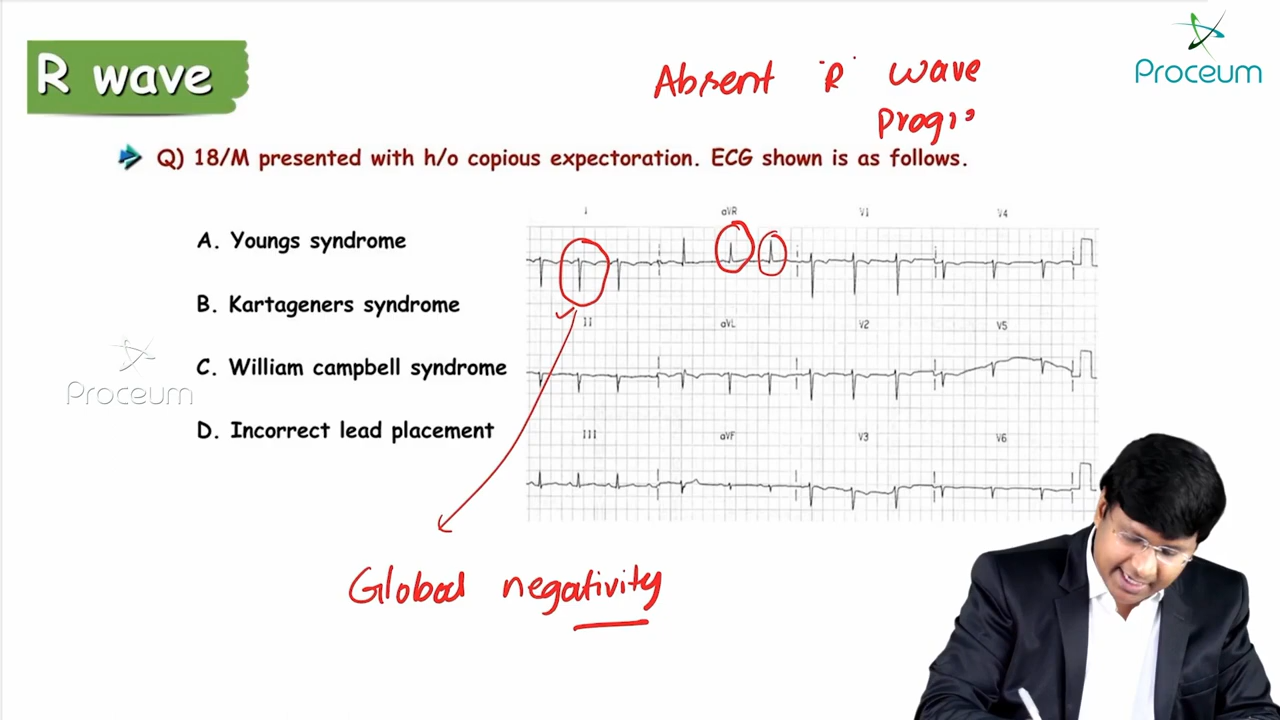 R wave
Absent 'R' wave
Progrs
Proceum
Q) 18/M presented with h/o copious expectoration. ECG shown is as follows.
A. Youngs syndrome
B. Kartageners syndrome
C. William campbell syndrome
D. Incorrect lead placement
Proceum
I aVR V1 V4
II aVL V2 V5
III aVF V3 V6
Global negativity